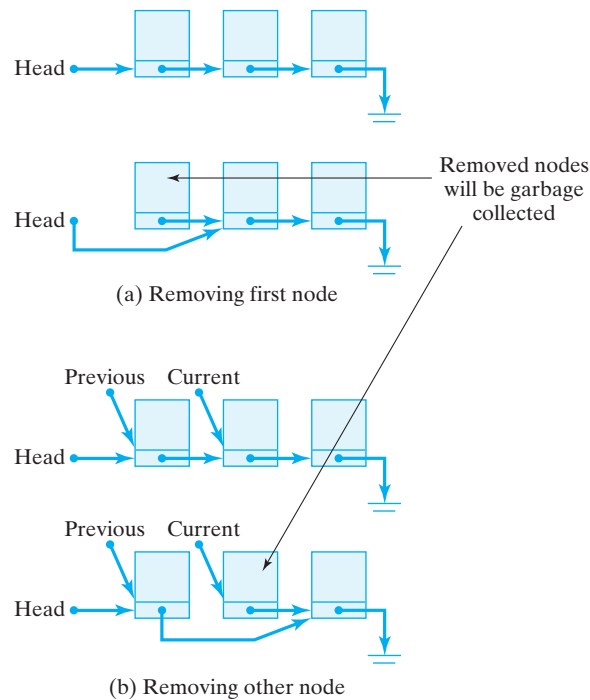 Head
Removed nodes
will be garbage
collected
Head
(a) Removing first node
Previous Current
Head
Previous Current
Head
(b) Removing other node